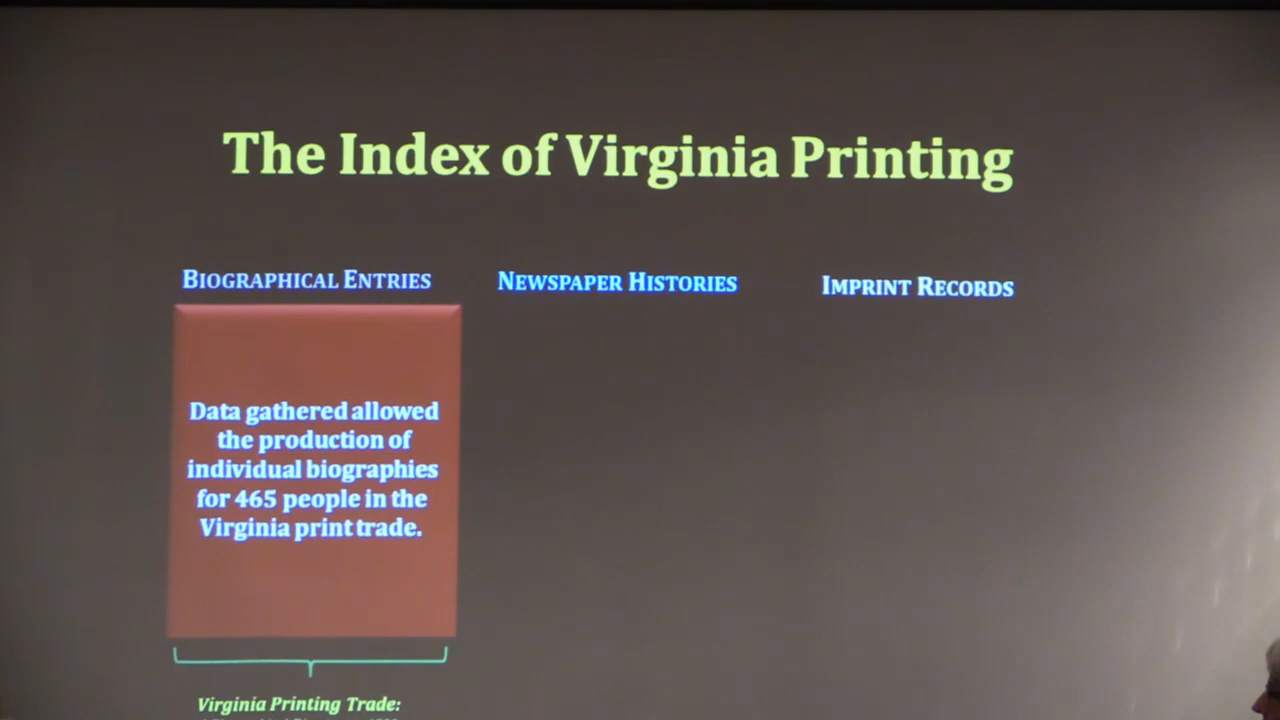 The Index of Virginia Printing
BIOGRAPHICAL ENTRIES
NEWSPAPER HISTORIES
IMPRINT RECORDS
Data gathered allowed
the production of
individual biographies
for 465 people in the
Virginia print trade.
Virginia Printing Trade: